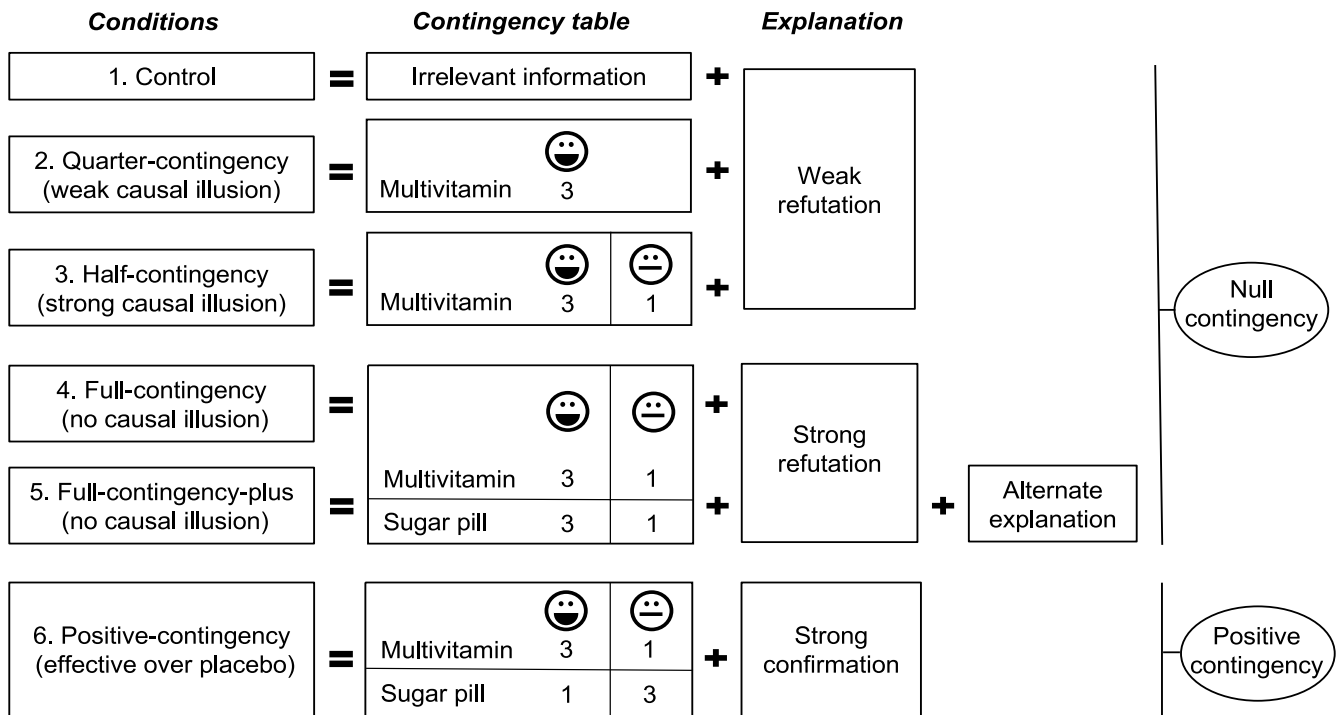 Conditions
Contingency table
Explanation
1. Control
=
Irrelevant information
+
Weak
refutation
2. Quarter-contingency
(weak causal illusion)
=
Multivitamin 3
+
3. Half-contingency
(strong causal illusion)
=
Multivitamin 3 1
+
Null
contingency
4. Full-contingency
(no causal illusion)
=
+
Strong
refutation
5. Full-contingency-plus
(no causal illusion)
=
Multivitamin 3 1
Sugar pill 3 1
+
+
Alternate
explanation
6. Positive-contingency
(effective over placebo)
=
Multivitamin 3 1
Sugar pill 1 3
+
Strong
confirmation
Positive
contingency